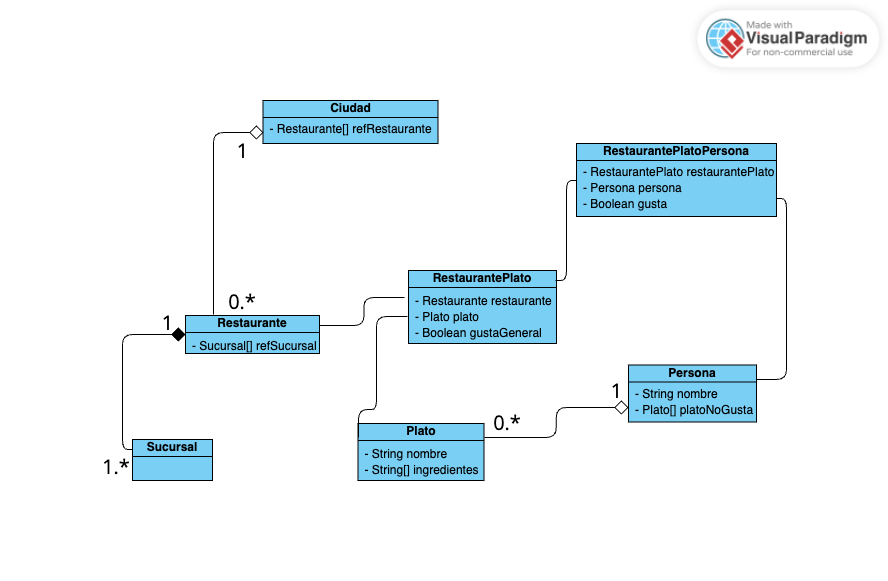 Made with
VisualParadigm
For non-commercial use
Ciudad
- Restaurante[] refRestaurante
1
RestaurantePlatoPersona
- RestaurantePlato restaurantePlato
- Persona persona
- Boolean gusta
RestaurantePlato
- Restaurante restaurante
- Plato plato
- Boolean gustaGeneral
0.*
1
Restaurante
- Sucursal[] refSucursal
Persona
- String nombre
- Plato[] platoNoGusta
1
0.*
Plato
- String nombre
- String[] ingredientes
Sucursal
1.*